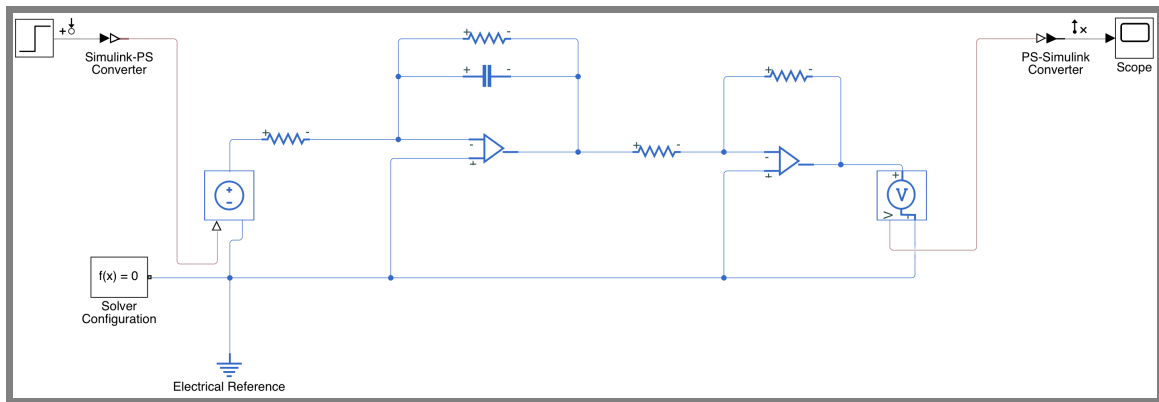 Simulink-PS
Converter
PS-Simulink
Converter
Scope
+
-
+
-
+
-
+
-
-
+
+
-
+
-
-
+
+
-
+
V
V
-
f(x) = 0
Solver
Configuration
Electrical Reference